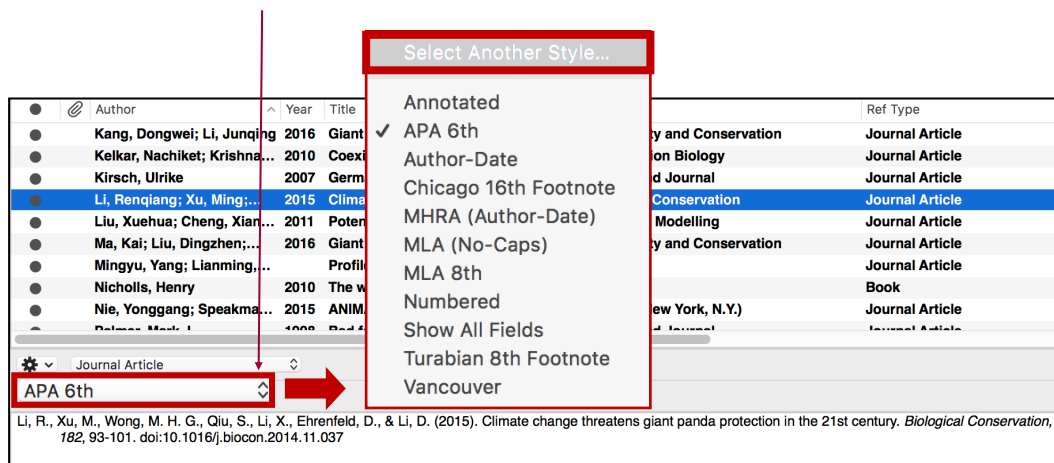 Select Another Style...
Annotated
✓ APA 6th
Author-Date
Chicago 16th Footnote
MHRA (Author-Date)
MLA (No-Caps)
MLA 8th
Numbered
Show All Fields
Turabian 8th Footnote
Vancouver
Author Year Title Ref Type
Kang, Dongwei; Li, Junqing 2016 Giant y and Conservation Journal Article
Kelkar, Nachiket; Krishna... 2010 Coexi ion Biology Journal Article
Kirsch, Ulrike 2007 Germ d Journal Journal Article
Li, Renqiang; Xu, Ming;... 2015 Clima Conservation Journal Article
Liu, Xuehua; Cheng, Xian... 2011 Poten Modelling Journal Article
Ma, Kai; Liu, Dingzhen;... 2016 Giant y and Conservation Journal Article
Mingyu, Yang; Lianming,... Profil Journal Article
Nicholls, Henry 2010 The w Book
Nie, Yonggang; Speakma... 2015 ANIM ew York, N.Y.) Journal Article
Journal Article
APA 6th
Li, R., Xu, M., Wong, M. H. G., Qiu, S., Li, X., Ehrenfeld, D., & Li, D. (2015). Climate change threatens giant panda protection in the 21st century. Biological Conservation,
182, 93-101. doi:10.1016/j.biocon.2014.11.037